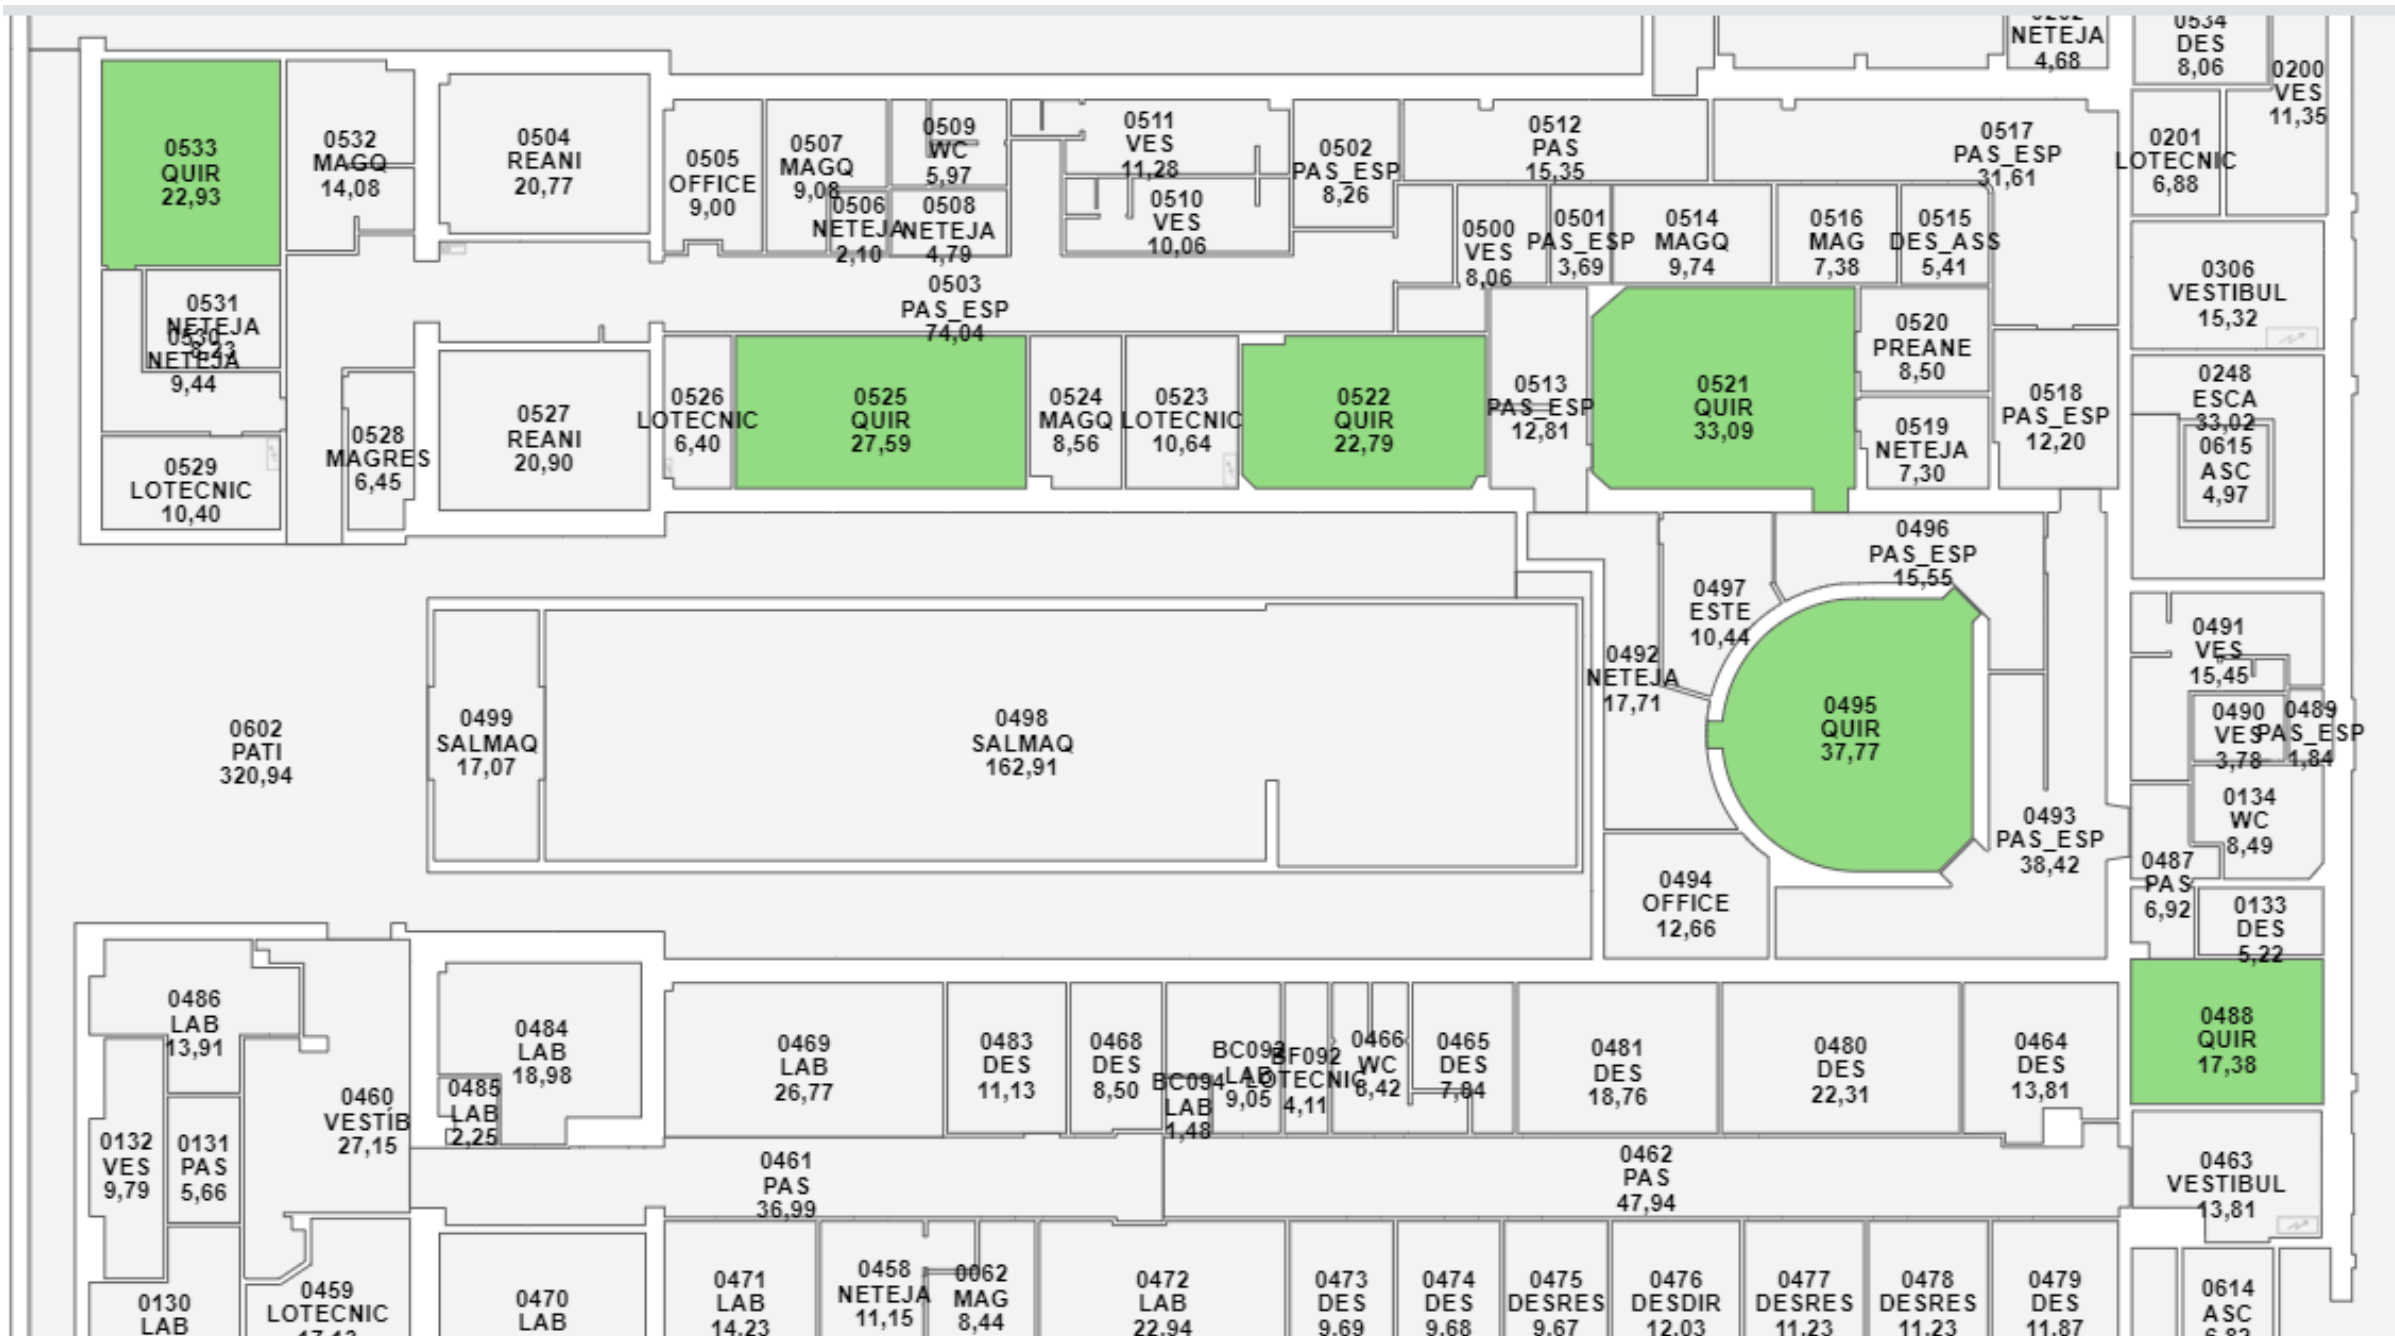 0202
NETEJA
4,68
0534
DES
8,06
0200
VES
11,35
0533
QUIR
22,93
0532
MAGQ
14,08
0504
REANI
20,77
0505
OFFICE
9,00
0507
MAGQ
9,08
0509
WC
5,97
0506
NETEJA
2,10
0508
NETEJA
4,79
0511
VES
11,28
0510
VES
10,06
0502
PAS_ESP
8,26
0512
PAS
15,35
0517
PAS_ESP
31,61
0201
LOTECNIC
6,88
0500
VES
8,06
0501
PAS_ESP
3,69
0514
MAGQ
9,74
0516
MAG
7,38
0515
DES_ASS
5,41
0306
VESTIBUL
15,32
0503
PAS_ESP
74,04
0531
NETEJA
8,23
0530
NETEJA
9,44
0529
LOTECNIC
10,40
0528
MAGRES
6,45
0527
REANI
20,90
0526
LOTECNIC
6,40
0525
QUIR
27,59
0524
MAGQ
8,56
0523
LOTECNIC
10,64
0522
QUIR
22,79
0513
PAS_ESP
12,81
0521
QUIR
33,09
0520
PREANE
8,50
0519
NETEJA
7,30
0518
PAS_ESP
12,20
0248
ESCA
33,02
0615
ASC
4,97
0496
PAS_ESP
15,55
0497
ESTE
10,44
0492
NETEJA
17,71
0495
QUIR
37,77
0491
VES
15,45
0490
VES
3,78
0489
PAS_ESP
1,84
0134
WC
8,49
0493
PAS_ESP
38,42
0487
PAS
6,92
0133
DES
5,22
0494
OFFICE
12,66
0602
PATI
320,94
0499
SALMAQ
17,07
0498
SALMAQ
162,91
0486
LAB
13,91
0484
LAB
18,98
0485
LAB
2,25
0460
VESTÍB
27,15
0132
VES
9,79
0131
PAS
5,66
0469
LAB
26,77
0483
DES
11,13
0468
DES
8,50
BC093
LAB
9,05
BC094
LAB
1,48
BF092
LOTECNIC
4,11
0466
WC
8,42
0465
DES
7,84
0481
DES
18,76
0480
DES
22,31
0464
DES
13,81
0488
QUIR
17,38
0461
PAS
36,99
0462
PAS
47,94
0463
VESTIBUL
13,81
0130
LAB
0459
LOTECNIC
0470
LAB
0471
LAB
14,23
0458
NETEJA
11,15
0062
MAG
8,44
0472
LAB
22,94
0473
DES
9,69
0474
DES
9,68
0475
DESRES
9,67
0476
DESDIR
12,03
0477
DESRES
11,23
0478
DESRES
11,23
0479
DES
11,87
0614
ASC